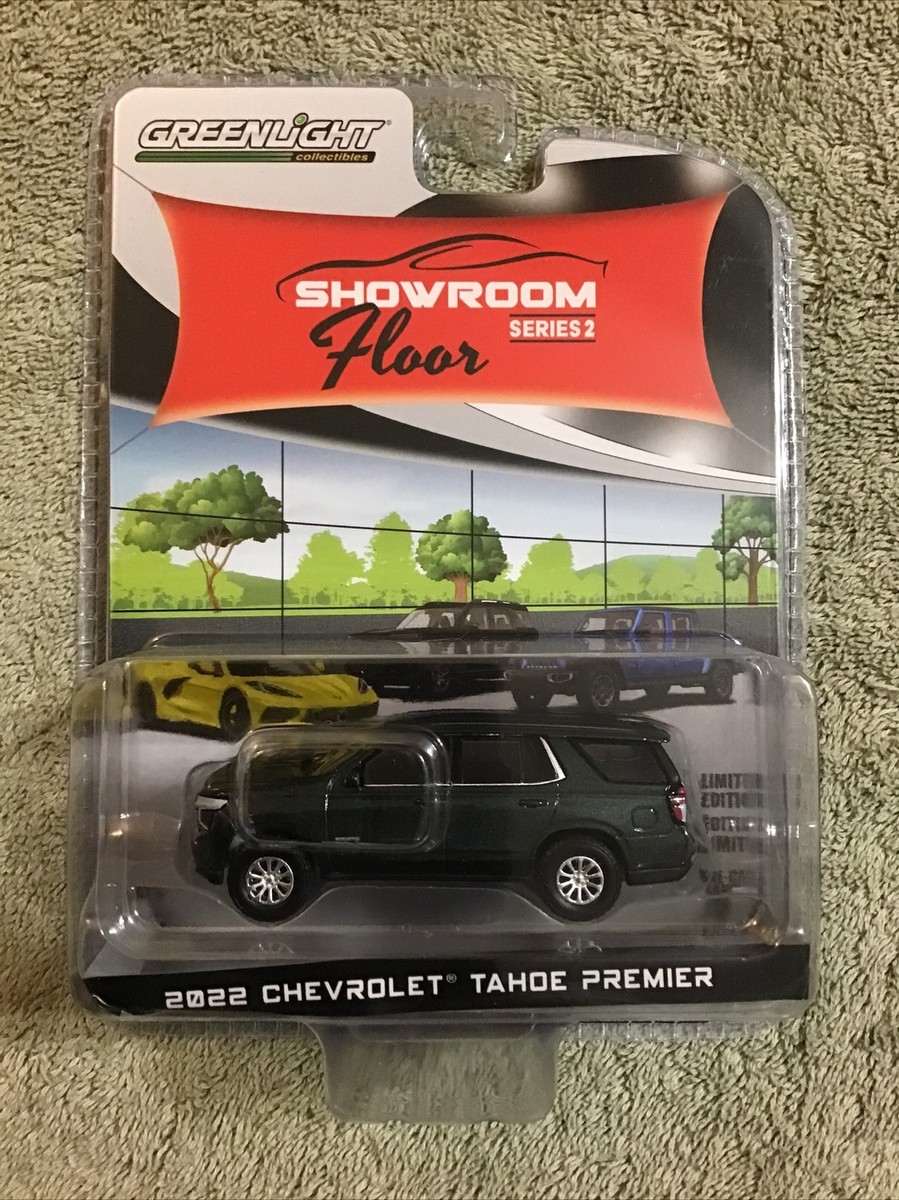 GREENLiGHT®
collectibles
SHOWROOM
Floor
SERIES 2
LIMITED
EDITION
2022 CHEVROLET® TAHOE PREMIER